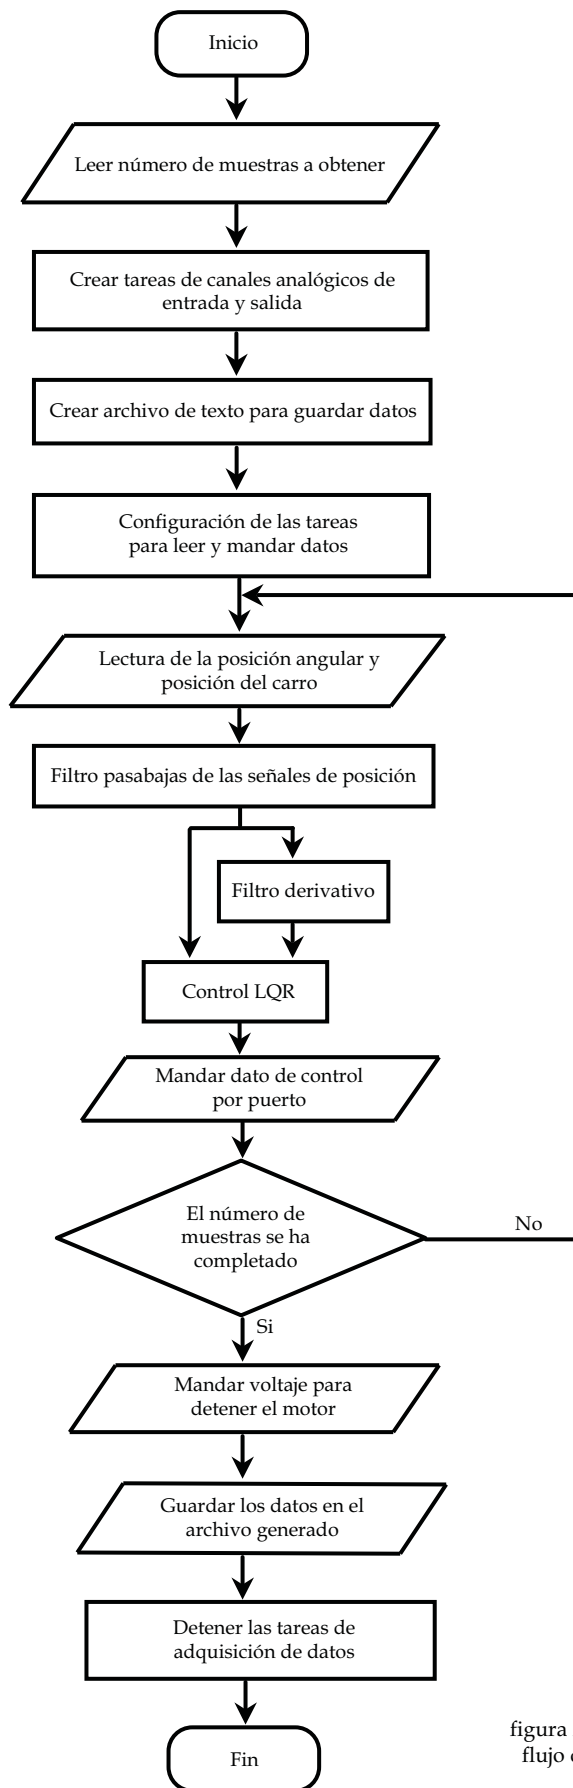 Inicio
Leer número de muestras a obtener
Crear tareas de canales analógicos de
entrada y salida
Crear archivo de texto para guardar datos
Configuración de las tareas
para leer y mandar datos
Lectura de la posición angular y
posición del carro
Filtro pasabajas de las señales de posición
Filtro derivativo
Control LQR
Mandar dato de control
por puerto
El número de
muestras se ha
completado
No
Si
Mandar voltaje para
detener el motor
Guardar los datos en el
archivo generado
Detener las tareas de
adquisición de datos
Fin
figura
flujo